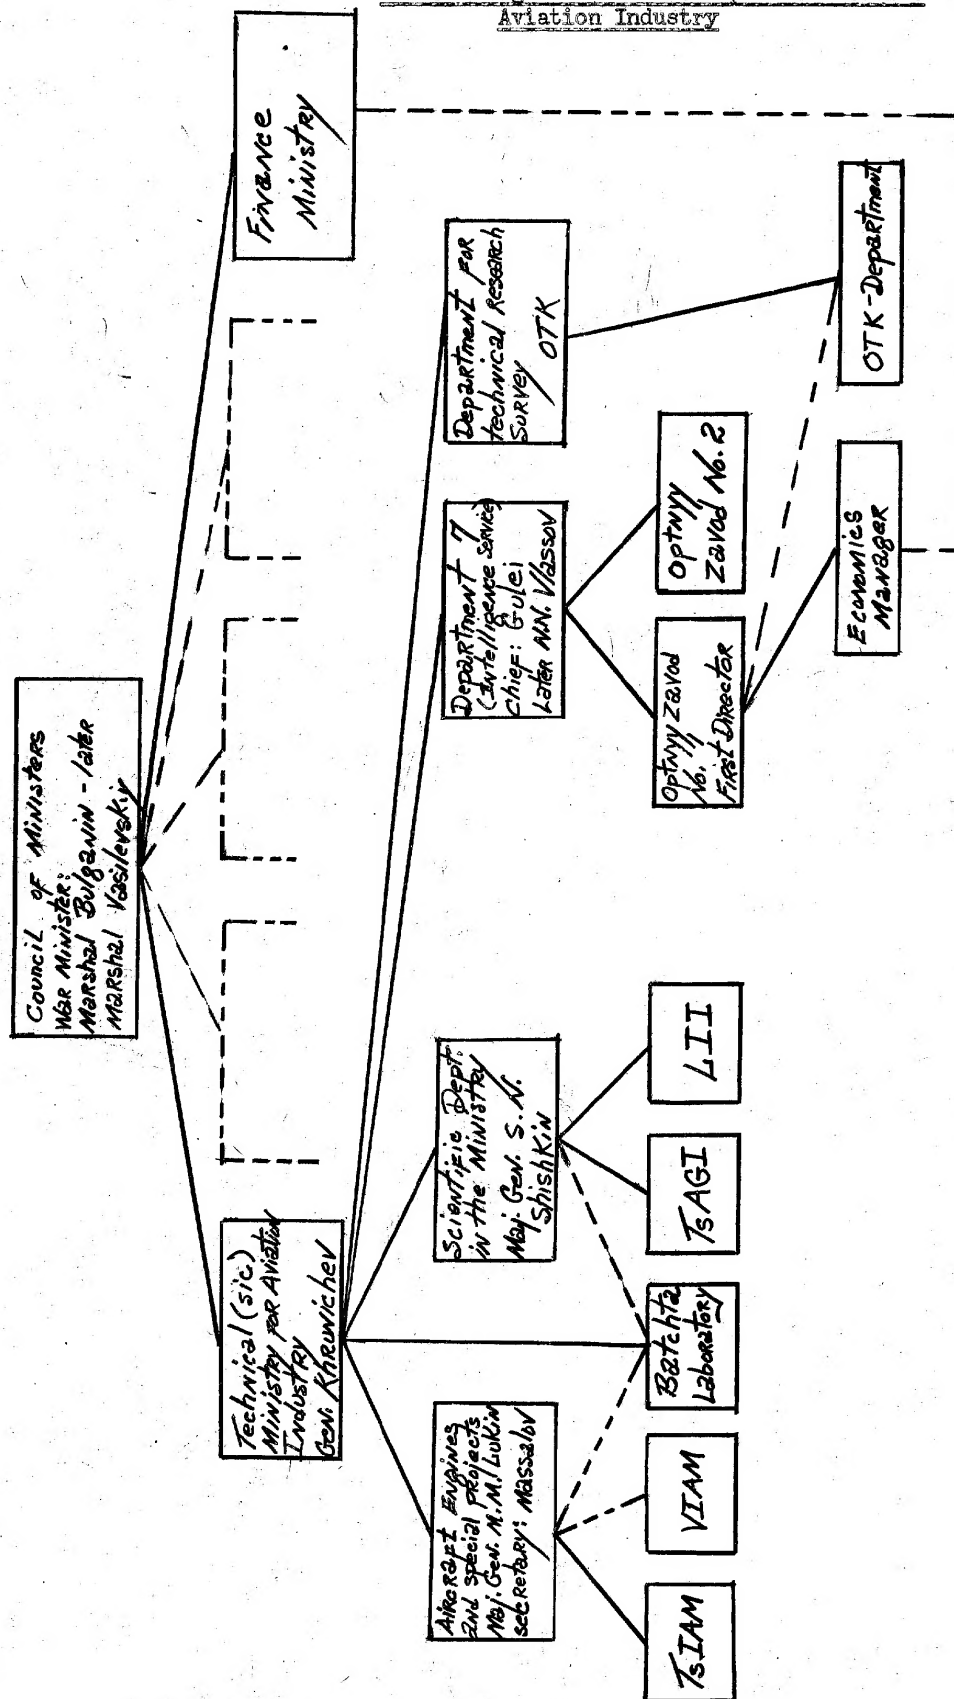 Aviation Industry
Council of Ministers
War Minister:
Marshal Bulganin - later
Marshal Vasilevskiy
Technical (sic)
Ministry for Aviation
Industry
Gen. Khrunichev
Finance
Ministry
Aircraft Engines
and special projects
Maj. Gen. M.M. Lukin
secretary: Massalov
Scientific Dept.
in the Ministry
Maj. Gen. S. N.
Shishkin
Department 7
(Intelligence Service)
Chief: Gulei
Later N.N. Vlassov
Department for
technical Research
Survey
OTK
TsIAM
VIAM
Batchta
Laboratory
TsAGI
LII
Optnyy Zavod
No. 1,
First Director
Optnyy
Zavod No. 2
Economies
Manager
OTK-Department